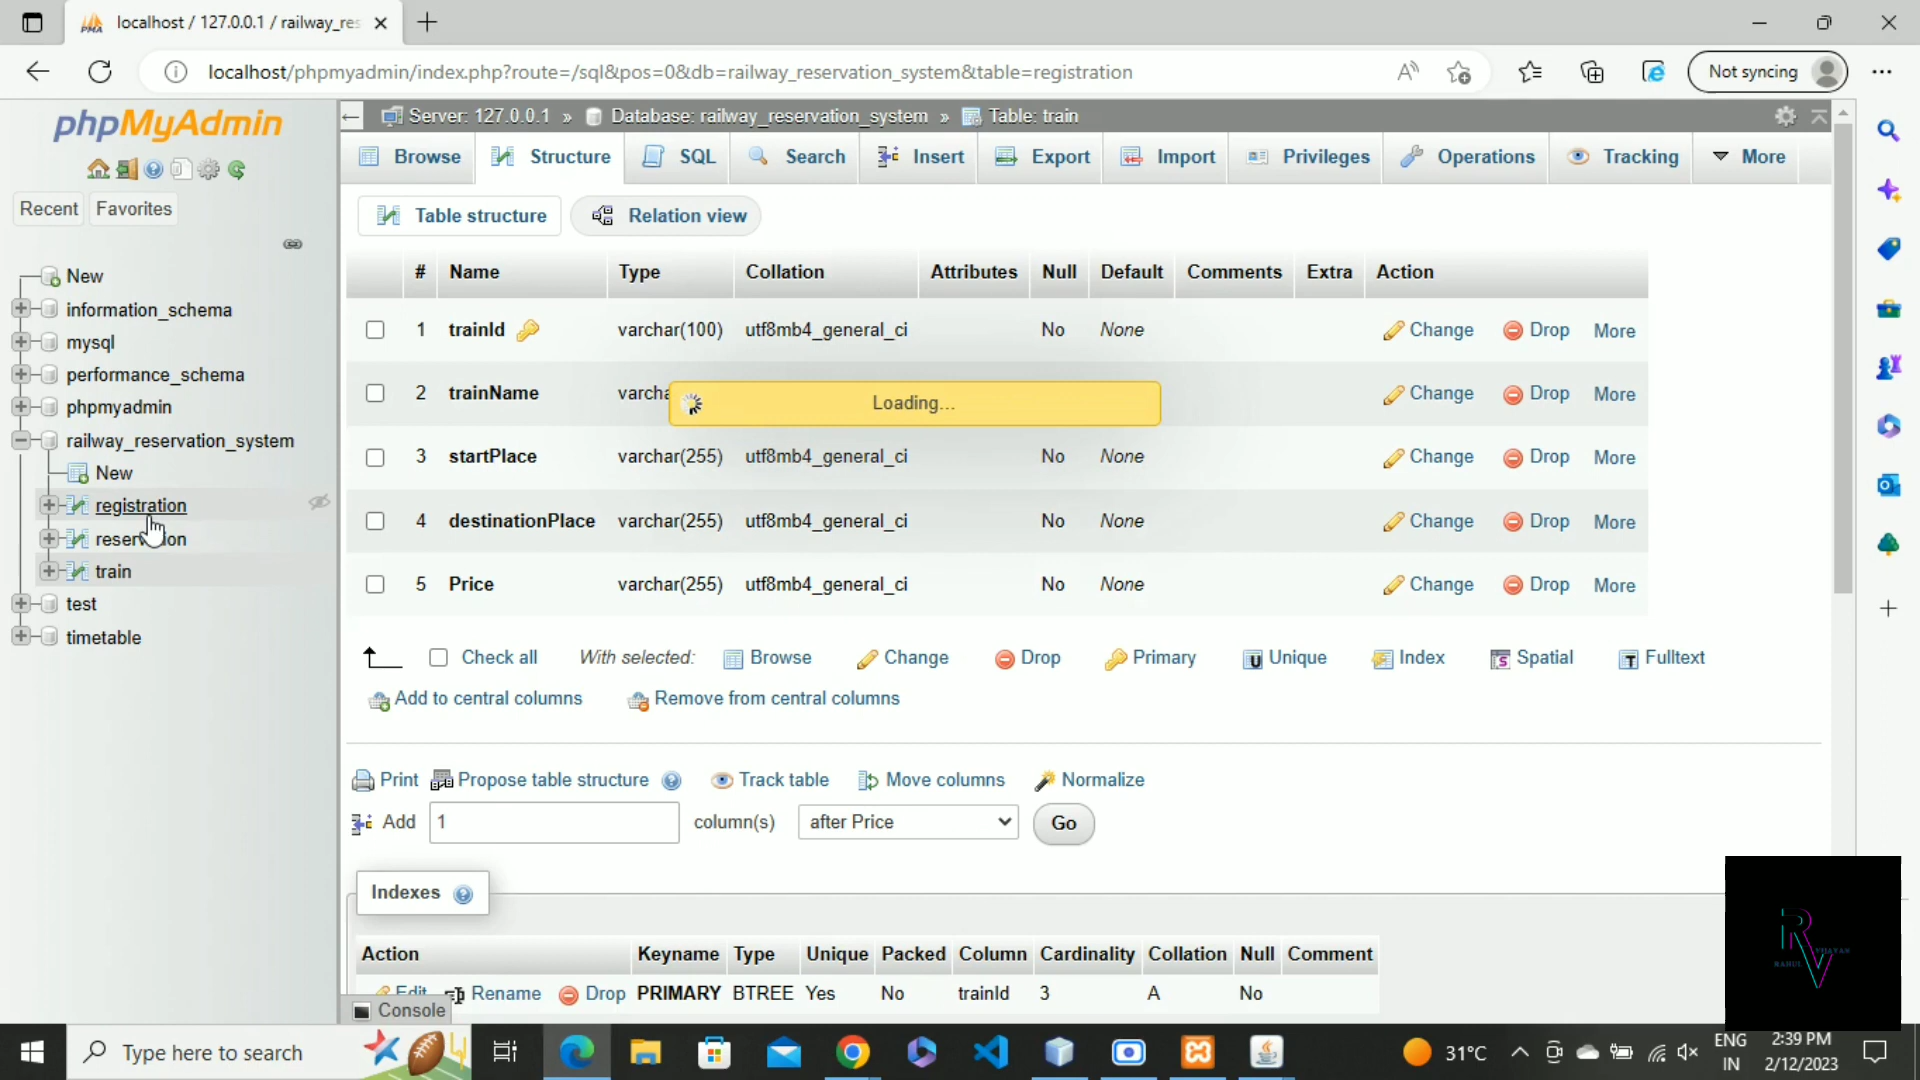 localhost / 127.0.0.1 / railway_res
localhost/phpmyadmin/index.php?route=/sql&pos=0&db=railway_reservation_system&table=registration
Not syncing
phpMyAdmin
Recent Favorites
New
information_schema
mysql
performance_schema
phpmyadmin
railway_reservation_system
New
registration
reservation
train
test
timetable
Server: 127.0.0.1 » Database: railway_reservation_system » Table: train
Browse Structure SQL Search Insert Export Import Privileges Operations Tracking More
Table structure Relation view
# Name Type Collation Attributes Null Default Comments Extra Action
1 trainId varchar(100) utf8mb4_general_ci No None Change Drop More
2 trainName varcha Change Drop More
Loading...
3 startPlace varchar(255) utf8mb4_general_ci No None Change Drop More
4 destinationPlace varchar(255) utf8mb4_general_ci No None Change Drop More
5 Price varchar(255) utf8mb4_general_ci No None Change Drop More
Check all With selected: Browse Change Drop Primary Unique Index Spatial Fulltext
Add to central columns Remove from central columns
Print Propose table structure Track table Move columns Normalize
Add 1 column(s) after Price Go
Indexes
Action Keyname Type Unique Packed Column Cardinality Collation Null Comment
Edit Rename Drop PRIMARY BTREE Yes No trainId 3 A No
Console
RAHUL VIJAYAN
Type here to search
31°C
ENG
IN
2:39 PM
2/12/2023